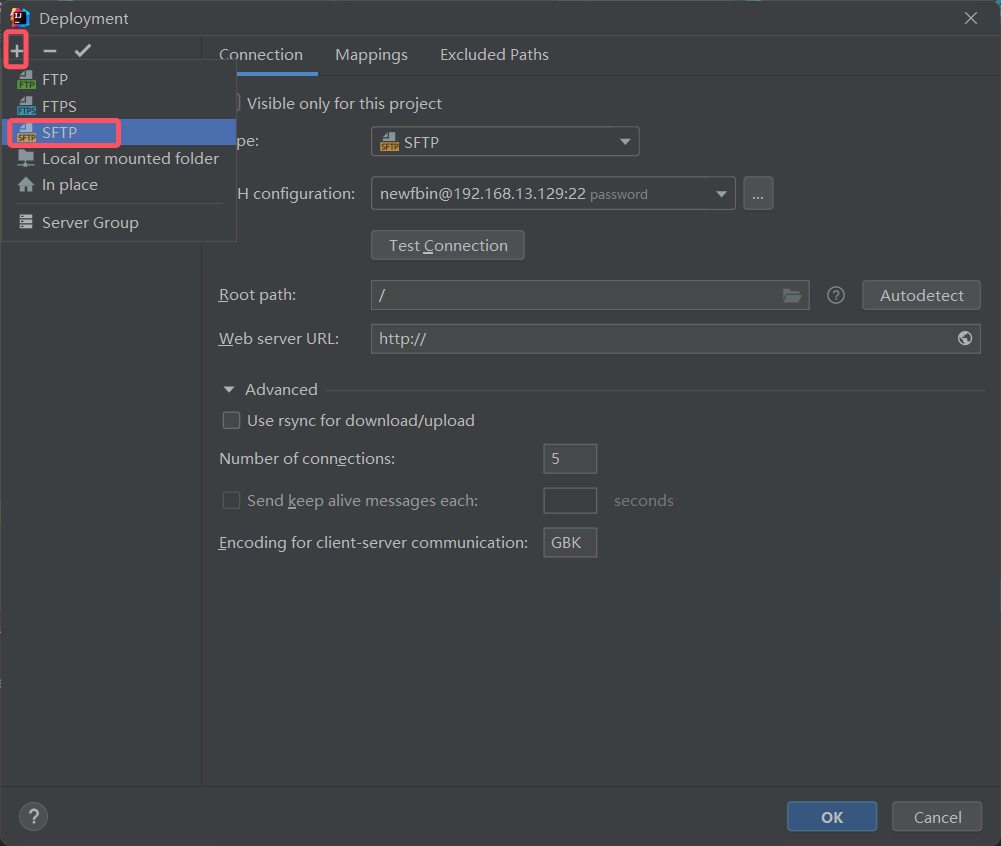 Deployment
Connection Mappings Excluded Paths
FTP
FTPS
SFTP
Local or mounted folder
In place
Server Group
Visible only for this project
pe: SFTP
H configuration: newfbin@192.168.13.129:22 password ...
Test Connection
Root path: / Autodetect
Web server URL: http://
Advanced
Use rsync for download/upload
Number of connections: 5
Send keep alive messages each: seconds
Encoding for client-server communication: GBK
? OK Cancel